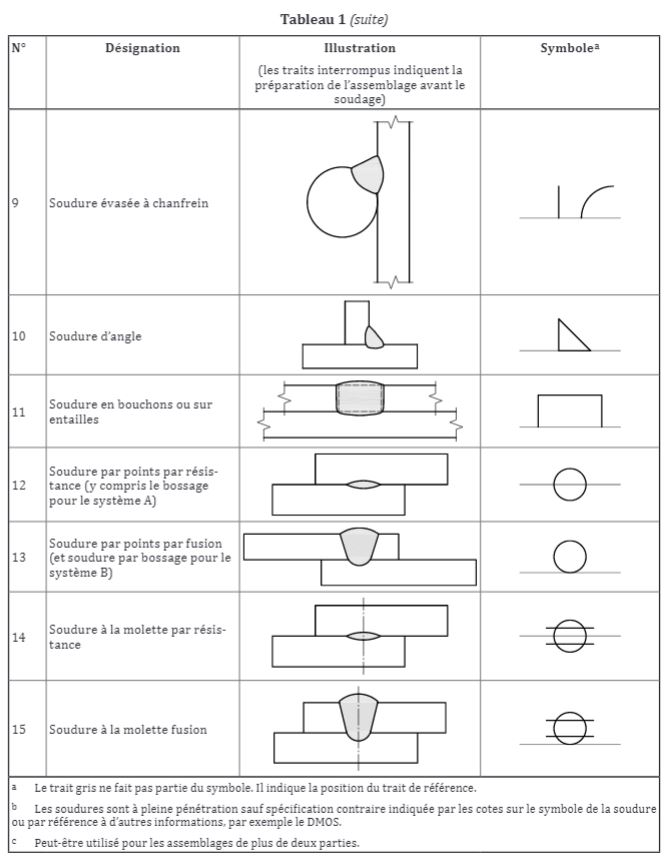 Tableau 1 (suite)
N° Désignation Illustration Symboleᵃ
(les traits interrompus indiquent la
préparation de l'assemblage avant le
soudage)
9 Soudure évasée à chanfrein
10 Soudure d'angle
11 Soudure en bouchons ou sur
entailles
12 Soudure par points par résis-
tance (y compris le bossage
pour le système A)
13 Soudure par points par fusion
(et soudure par bossage pour le
système B)
14 Soudure à la molette par résis-
tance
15 Soudure à la molette fusion
a Le trait gris ne fait pas partie du symbole. Il indique la position du trait de référence.
b Les soudures sont à pleine pénétration sauf spécification contraire indiquée par les cotes sur le symbole de la soudure
ou par référence à d'autres informations, par exemple le DMOS.
c Peut-être utilisé pour les assemblages de plus de deux parties.